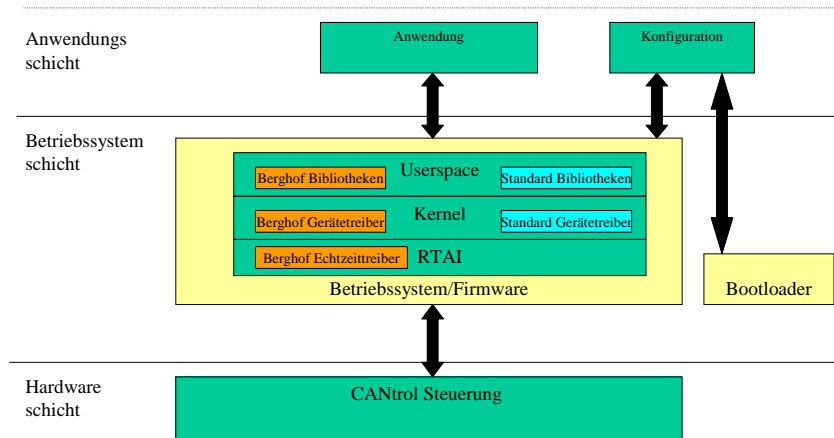 Anwendungs
schicht
Anwendung
Konfiguration
Betriebssystem
schicht
Userspace
Berghof Bibliotheken
Standard Bibliotheken
Kernel
Berghof Gerätetreiber
Standard Gerätetreiber
Berghof Echtzeittreiber
RTAI
Betriebssystem/Firmware
Bootloader
Hardware
schicht
CANtrol Steuerung